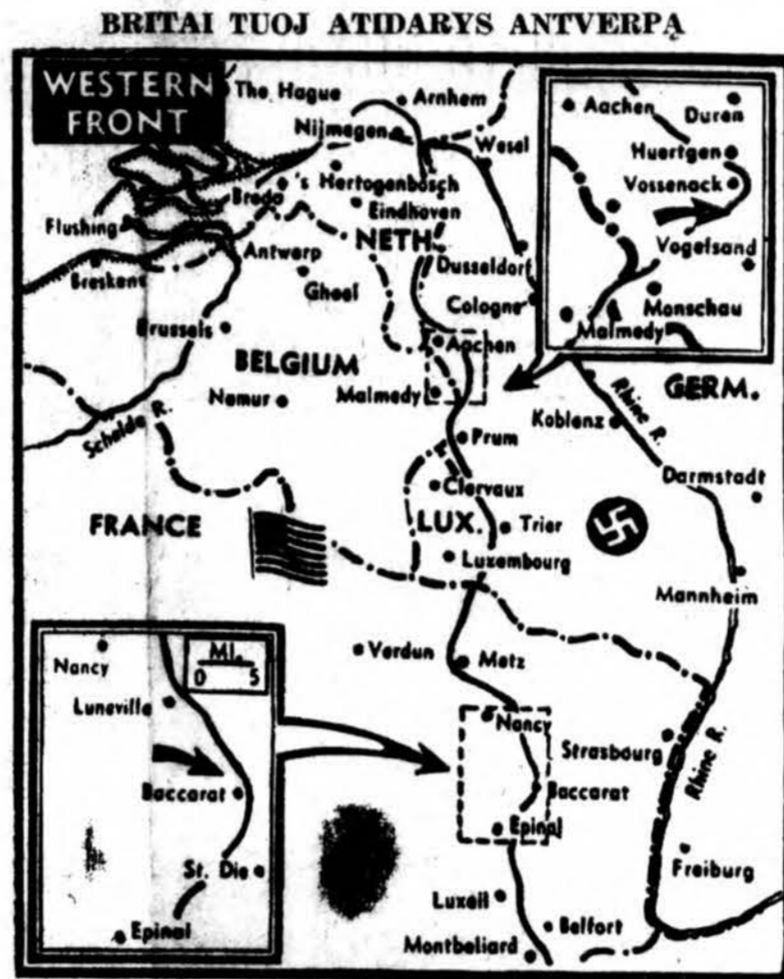 BRITAI TUOJ ATIDARYS ANTVERPĄ
WESTERN
FRONT
The Hague
Arnhem
Nijmegen
Wesel
Breda
's Hertogenbosch
Eindhoven
NETH.
Flushing
Breskens
Antwerp
Gheel
Dusseldorf
Cologne
Brussels
BELGIUM
Aachen
Namur
Malmedy
Schelde R.
Prum
Koblenz
Rhine R.
GERM.
Clervaux
Darmstadt
FRANCE
LUX.
Trier
Luxembourg
Mannheim
Verdun
Metz
Nancy
Strasbourg
Rhine R.
Baccarat
Epinal
Freiburg
Luxeil
Belfort
Montbeliard
Aachen
Duren
Huertgen
Vossenack
Vogelsand
Monschau
Malmedy
MI.
0 5
Nancy
Luneville
Baccarat
St. Die
Epinal